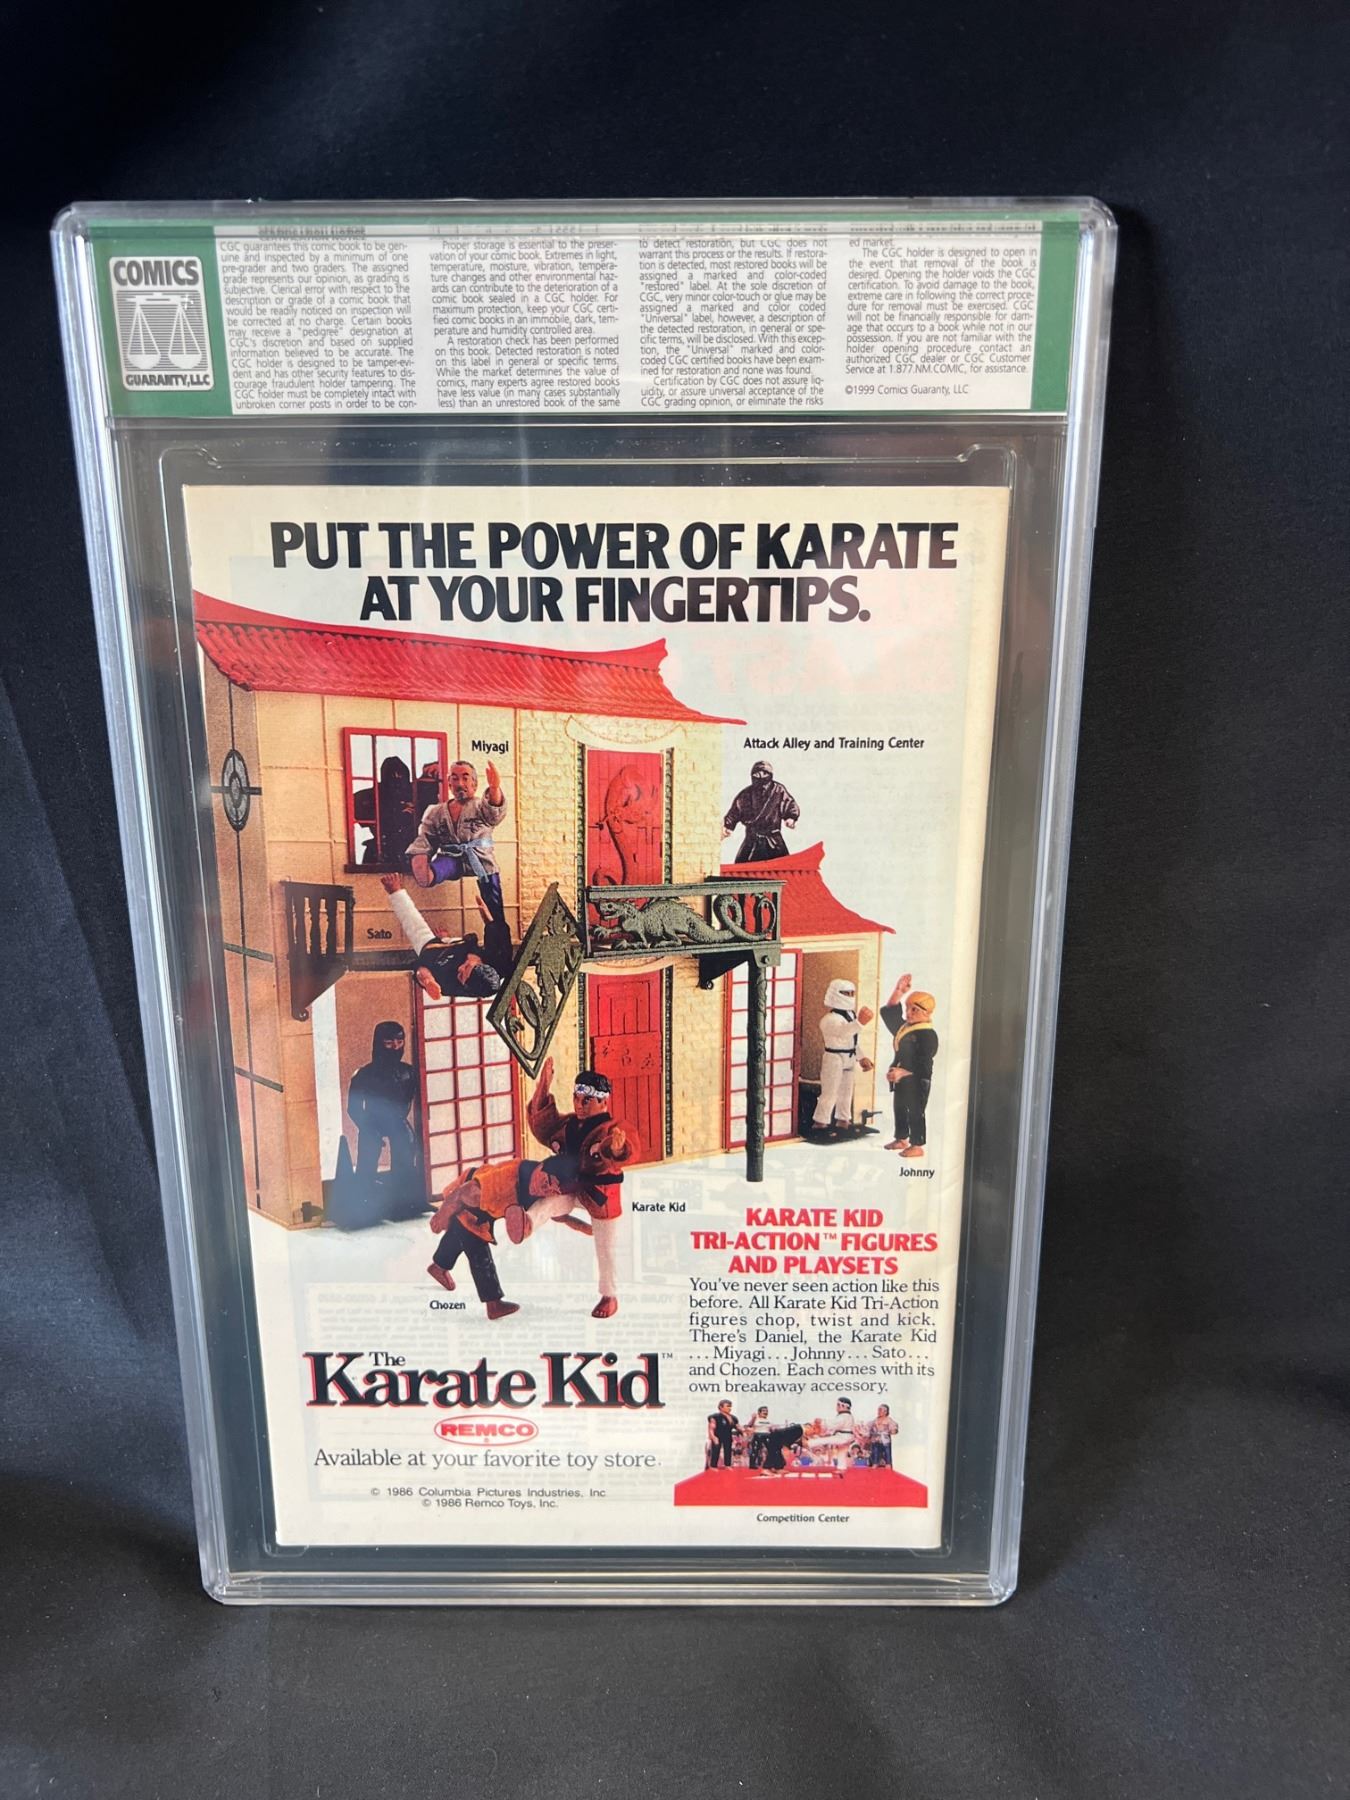 COMICS
GUARANTY,LLC
CERTIFICATION NOTICE
CGC guarantees this comic book to be gen-
uine and inspected by a minimum of one
pre-grader and two graders. The assigned
grade represents our opinion, as grading is
subjective. Clerical error with respect to the
description or grade of a comic book that
would be readily noticed on inspection will
be corrected at no charge. Certain books
may receive a "pedigree" designation at
CGC's discretion and based on supplied
information believed to be accurate. The
CGC holder is designed to be tamper-evi-
dent and has other security features to dis-
courage fraudulent holder tampering. The
CGC holder must be completely intact with
unbroken corner posts in order to be con-
Proper storage is essential to the preser-
vation of your comic book. Extremes in light,
temperature, moisture, vibration, tempera-
ture changes and other environmental haz-
ards can contribute to the deterioration of a
comic book sealed in a CGC holder. For
maximum protection, keep your CGC certi-
fied comic books in an immobile, dark, tem-
perature and humidity controlled area.
A restoration check has been performed
on this book. Detected restoration is noted
on this label in general or specific terms.
While the market determines the value of
comics, many experts agree restored books
have less value (in many cases substantially
less) than an unrestored book of the same
to detect restoration, but CGC does not
warrant this process or the results. If restora-
tion is detected, most restored books will be
assigned a marked and color-coded
"restored" label. At the sole discretion of
CGC, very minor color-touch or glue may be
assigned a marked and color coded
"Universal" label, however, a description of
the detected restoration, in general or spe-
cific terms, will be disclosed. With this excep-
tion, the "Universal" marked and color-
coded CGC certified books have been exam-
ined for restoration and none was found.
Certification by CGC does not assure liq-
uidity, or assure universal acceptance of the
CGC grading opinion, or eliminate the risks
ed market.
The CGC holder is designed to open in
the event that removal of the book is
desired. Opening the holder voids the CGC
certification. To avoid damage to the book,
extreme care in following the correct proce-
dure for removal must be exercised. CGC
will not be financially responsible for dam-
age that occurs to a book while not in our
possession. If you are not familiar with the
holder opening procedure contact an
authorized CGC dealer or CGC Customer
Service at 1.877.NM.COMIC, for assistance.
©1999 Comics Guaranty, LLC
PUT THE POWER OF KARATE
AT YOUR FINGERTIPS.
Miyagi
Attack Alley and Training Center
Sato
Johnny
Karate Kid
Chozen
KARATE KID
TRI-ACTION™ FIGURES
AND PLAYSETS
You've never seen action like this
before. All Karate Kid Tri-Action
figures chop, twist and kick.
There's Daniel, the Karate Kid
...Miyagi...Johnny...Sato...
and Chozen. Each comes with its
own breakaway accessory.
The
Karate Kid™
REMCO
Available at your favorite toy store.
© 1986 Columbia Pictures Industries, Inc
© 1986 Remco Toys, Inc.
Competition Center